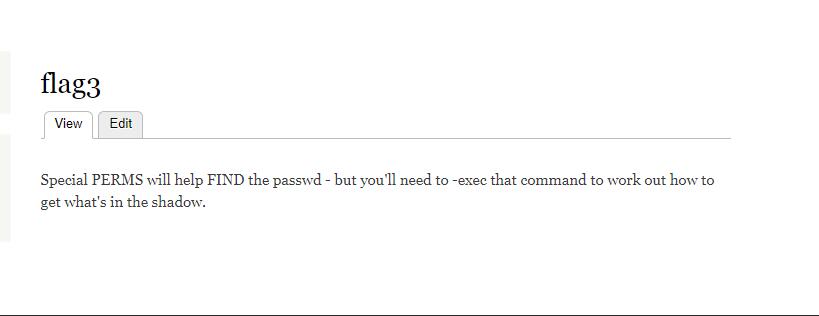 flag3
View Edit
Special PERMS will help FIND the passwd - but you'll need to -exec that command to work out how to
get what's in the shadow.